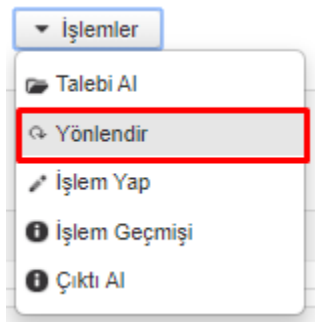 İşlemler
Talebi Al
Yönlendir
İşlem Yap
İşlem Geçmişi
Çıktı Al